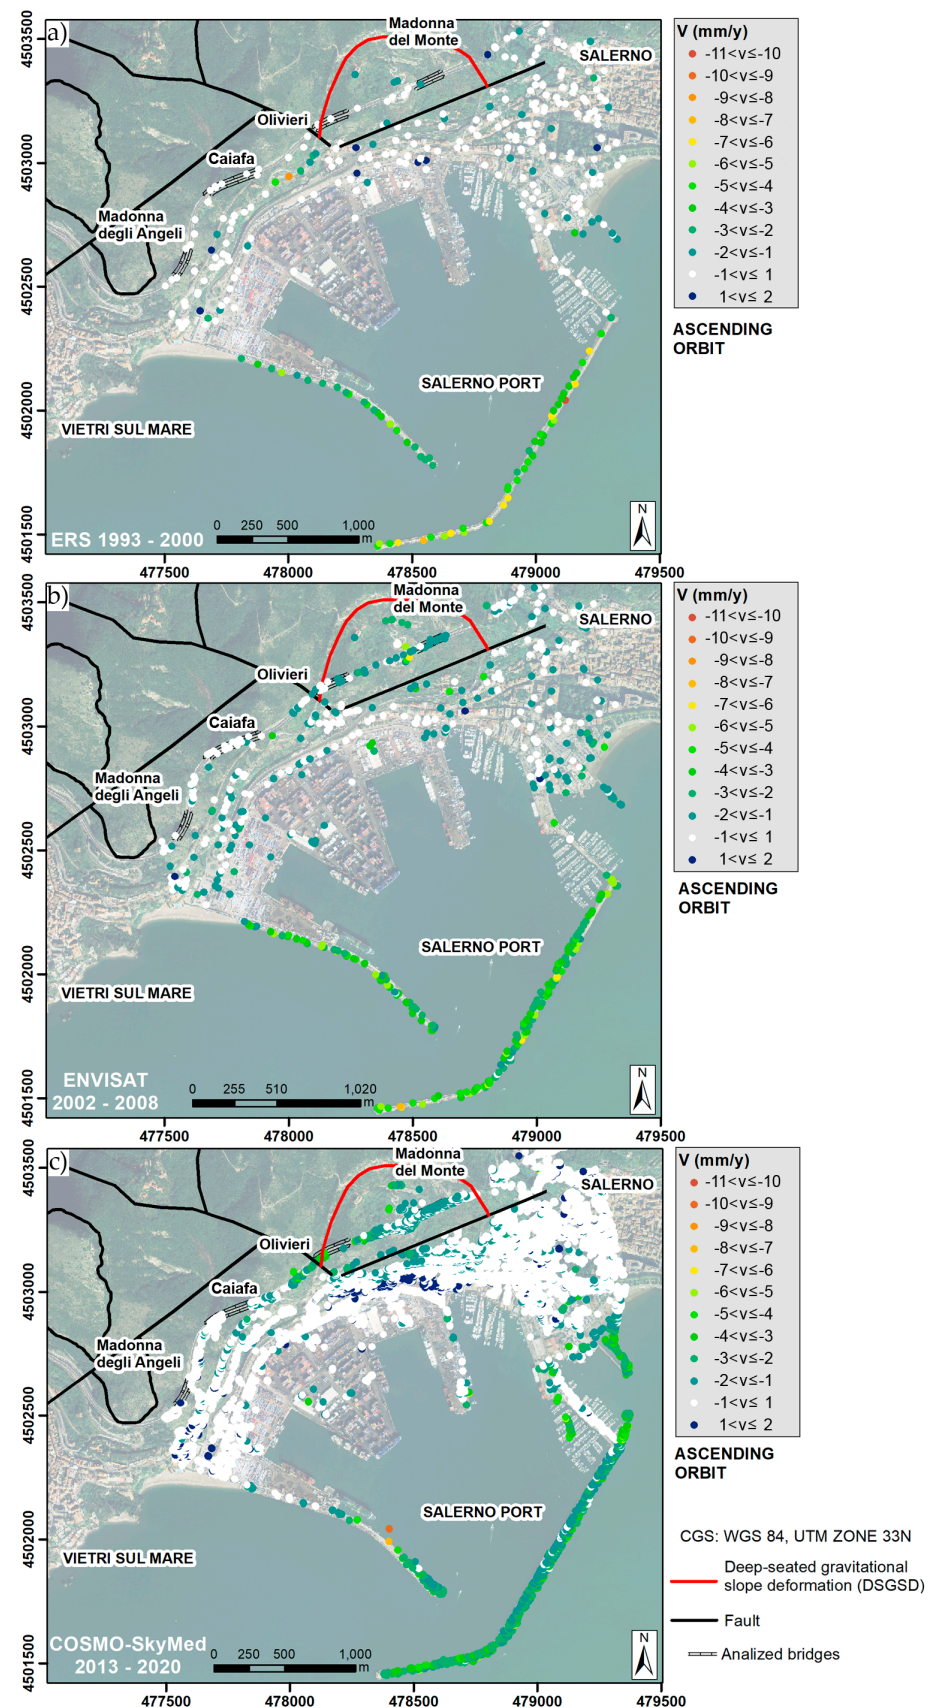 a)
Madonna
del Monte
SALERNO
Olivieri
Caiafa
Madonna
degli Angeli
SALERNO PORT
VIETRI SUL MARE
ERS 1993 - 2000
0 250 500 1,000
m
N
4503500
4503000
4502500
4502000
4501500
477500 478000 478500 479000 479500
V (mm/y)
-11<v≤-10
-10<v≤-9
-9<v≤-8
-8<v≤-7
-7<v≤-6
-6<v≤-5
-5<v≤-4
-4<v≤-3
-3<v≤-2
-2<v≤-1
-1<v≤ 1
1<v≤ 2
ASCENDING
ORBIT
b)
Madonna
del Monte
SALERNO
Olivieri
Caiafa
Madonna
degli Angeli
SALERNO PORT
VIETRI SUL MARE
ENVISAT
2002 - 2008
0 255 510 1,020
m
N
4503500
4503000
4502500
4502000
4501500
477500 478000 478500 479000 479500
V (mm/y)
-11<v≤-10
-10<v≤-9
-9<v≤-8
-8<v≤-7
-7<v≤-6
-6<v≤-5
-5<v≤-4
-4<v≤-3
-3<v≤-2
-2<v≤-1
-1<v≤ 1
1<v≤ 2
ASCENDING
ORBIT
c)
Madonna
del Monte
SALERNO
Olivieri
Caiafa
Madonna
degli Angeli
SALERNO PORT
VIETRI SUL MARE
COSMO-SkyMed
2013 - 2020
0 250 500 1,000
m
N
4503500
4503000
4502500
4502000
4501500
477500 478000 478500 479000 479500
V (mm/y)
-11<v≤-10
-10<v≤-9
-9<v≤-8
-8<v≤-7
-7<v≤-6
-6<v≤-5
-5<v≤-4
-4<v≤-3
-3<v≤-2
-2<v≤-1
-1<v≤ 1
1<v≤ 2
ASCENDING
ORBIT
CGS: WGS 84, UTM ZONE 33N
Deep-seated gravitational
slope deformation (DSGSD)
Fault
Analized bridges